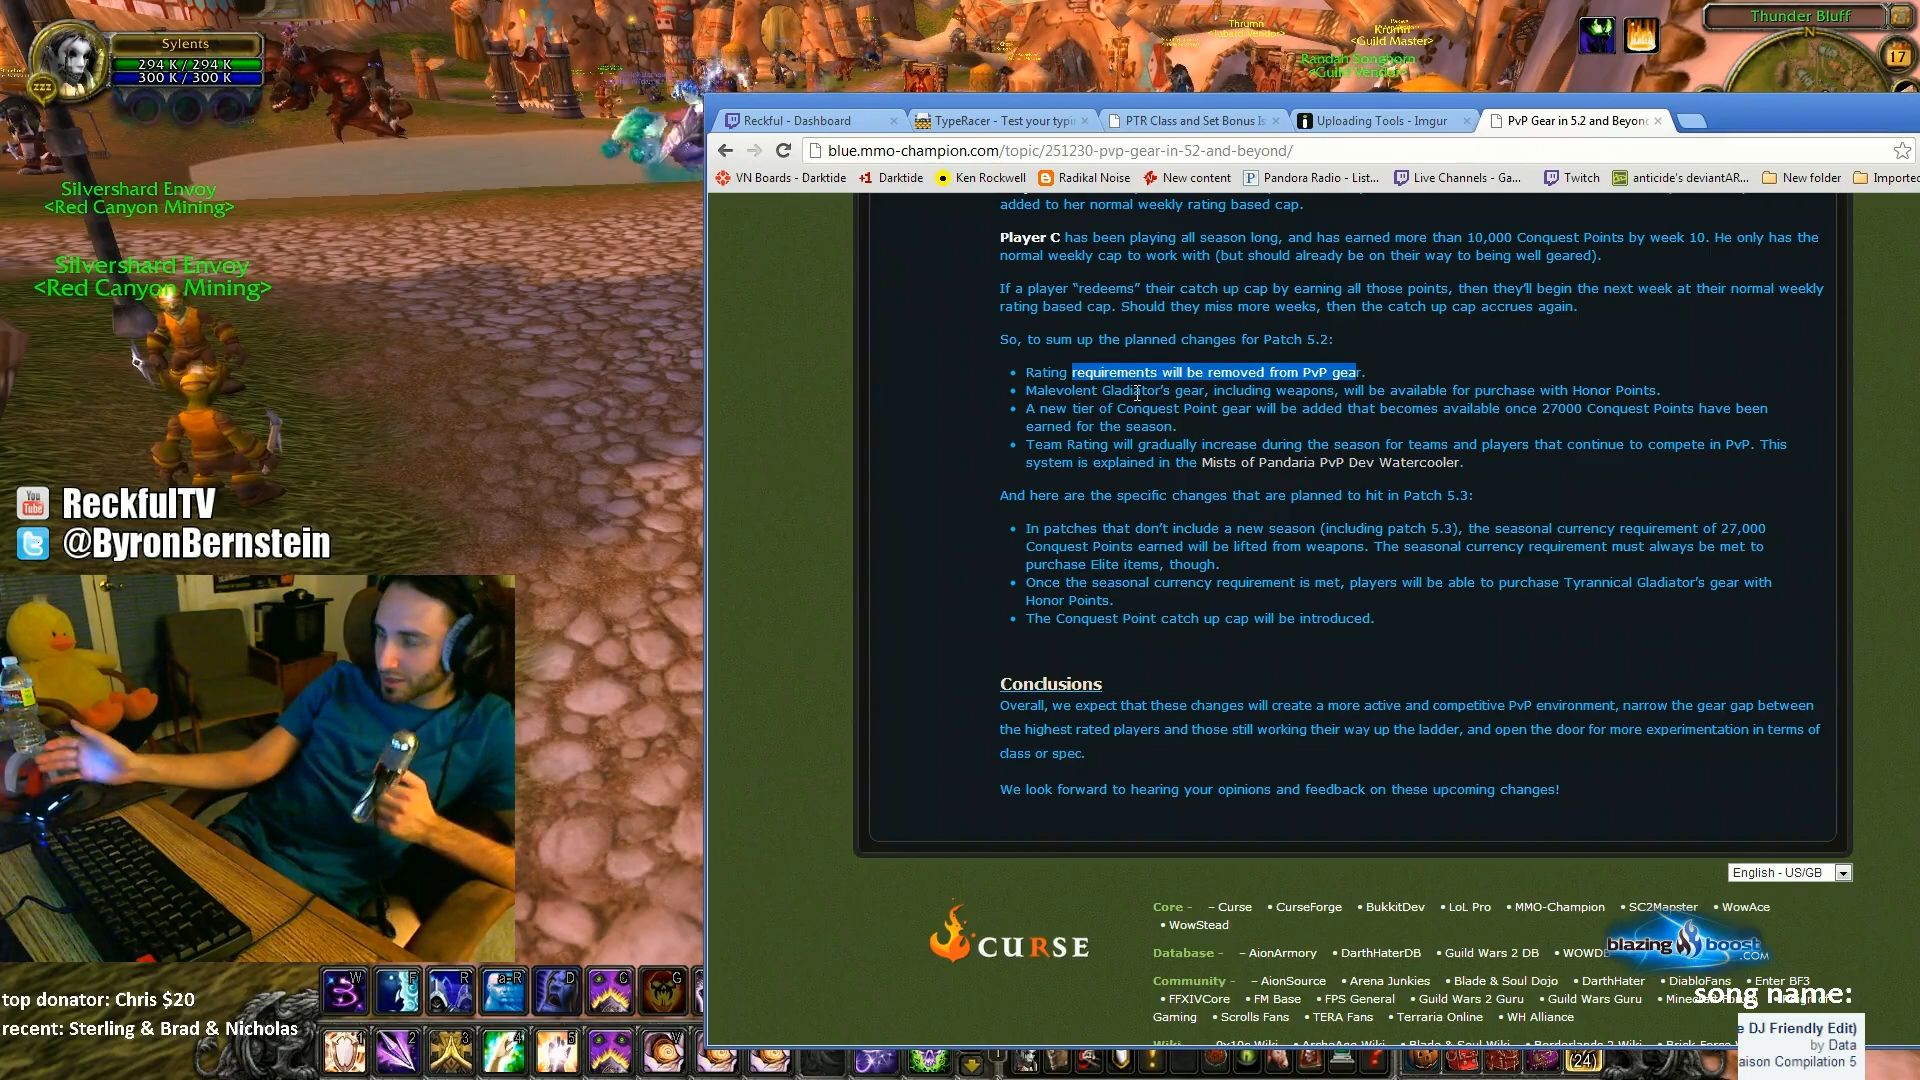 Sylents
294 K / 294 K
300 K / 300 K
zzz
Thrumn
Krumn
<Guild Master>
Randah Songhorn
<Guild Vendor>
Thunder Bluff
N
17
Silvershard Envoy
<Red Canyon Mining>
Silvershard Envoy
<Red Canyon Mining>
You Tube ReckfulTV
@ByronBernstein
Reckful - Dashboard
TypeRacer - Test your typi
PTR Class and Set Bonus Is
Uploading Tools - Imgur
PvP Gear in 5.2 and Beyon
blue.mmo-champion.com/topic/251230-pvp-gear-in-52-and-beyond/
VN Boards - Darktide
+1 Darktide
Ken Rockwell
Radikal Noise
New content
Pandora Radio - List...
Live Channels - Ga...
Twitch
anticide's deviantAR...
New folder
Imported
added to her normal weekly rating based cap.
Player C has been playing all season long, and has earned more than 10,000 Conquest Points by week 10. He only has the
normal weekly cap to work with (but should already be on their way to being well geared).
If a player “redeems” their catch up cap by earning all those points, then they’ll begin the next week at their normal weekly
rating based cap. Should they miss more weeks, then the catch up cap accrues again.
So, to sum up the planned changes for Patch 5.2:
• Rating requirements will be removed from PvP gear.
• Malevolent Gladiator’s gear, including weapons, will be available for purchase with Honor Points.
• A new tier of Conquest Point gear will be added that becomes available once 27000 Conquest Points have been
earned for the season.
• Team Rating will gradually increase during the season for teams and players that continue to compete in PvP. This
system is explained in the Mists of Pandaria PvP Dev Watercooler.
And here are the specific changes that are planned to hit in Patch 5.3:
• In patches that don’t include a new season (including patch 5.3), the seasonal currency requirement of 27,000
Conquest Points earned will be lifted from weapons. The seasonal currency requirement must always be met to
purchase Elite items, though.
• Once the seasonal currency requirement is met, players will be able to purchase Tyrannical Gladiator’s gear with
Honor Points.
• The Conquest Point catch up cap will be introduced.
Conclusions
Overall, we expect that these changes will create a more active and competitive PvP environment, narrow the gear gap between
the highest rated players and those still working their way up the ladder, and open the door for more experimentation in terms of
class or spec.
We look forward to hearing your opinions and feedback on these upcoming changes!
English - US/GB
CURSE
Core - – Curse • CurseForge • BukkitDev • LoL Pro • MMO-Champion • SC2Mapster • WowAce
• WowStead
Database - – AionArmory • DarthHaterDB • Guild Wars 2 DB • WOWD
blazing boost .COM
Community - – AionSource • Arena Junkies • Blade & Soul Dojo • DarthHater • DiabloFans • Enter BF3
• FFXIVCore • FM Base • FPS General • Guild Wars 2 Guru • Guild Wars Guru
Gaming • Scrolls Fans • TERA Fans • Terraria Online • WH Alliance
song name:
e DJ Friendly Edit)
by Data
aison Compilation 5
top donator: Chris $20
recent: Sterling & Brad & Nicholas
W F R a-R D C G
2 3 4 5 V
(24)